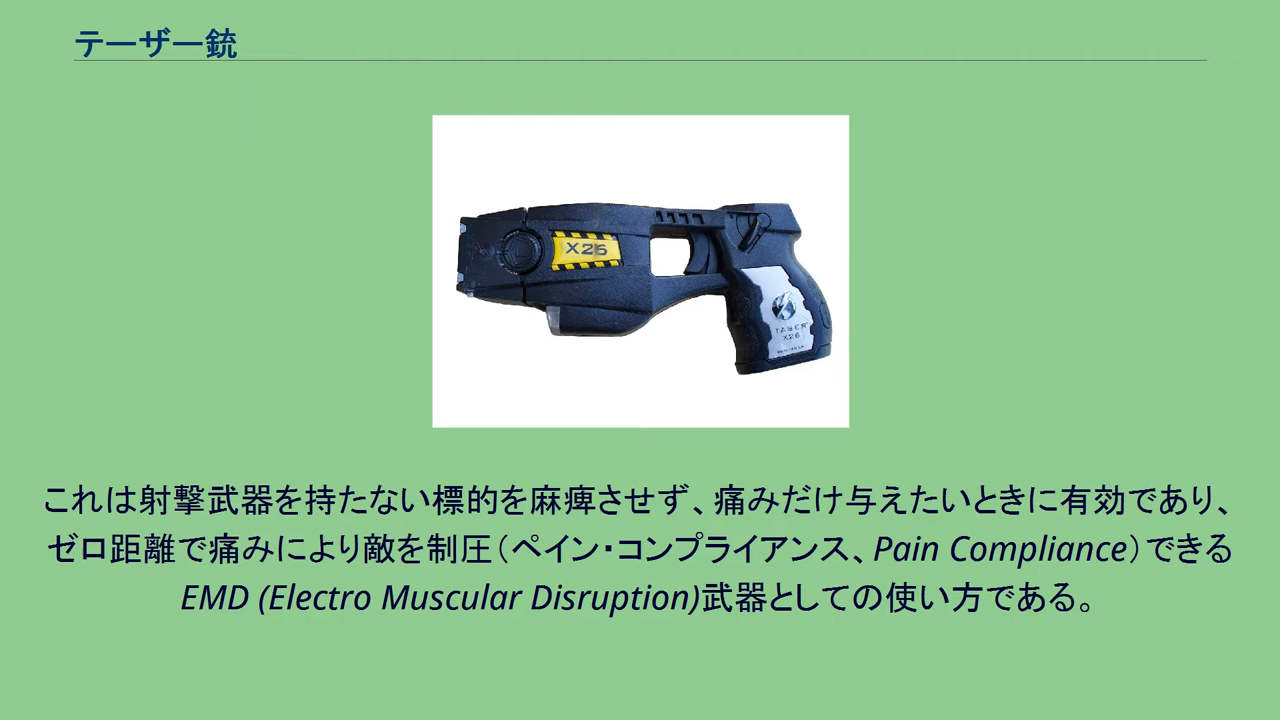 テーザー銃
X26
TASER
X26
これは射撃武器を持たない標的を麻痺させず、痛みだけ与えたいときに有効であり、
ゼロ距離で痛みにより敵を制圧（ペイン・コンプライアンス、Pain Compliance）できる
EMD (Electro Muscular Disruption)武器としての使い方である。